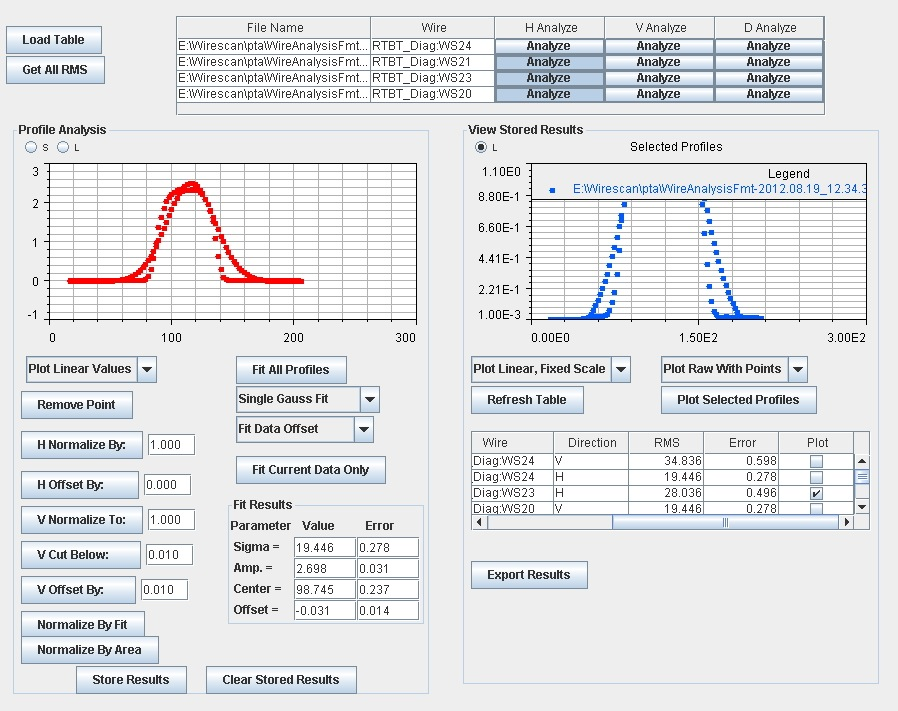 Load Table
Get All RMS
File Name Wire H Analyze V Analyze D Analyze
E:\Wirescan\pta\WireAnalysisFmt... RTBT_Diag:WS24 Analyze Analyze Analyze
E:\Wirescan\pta\WireAnalysisFmt... RTBT_Diag:WS21 Analyze Analyze Analyze
E:\Wirescan\pta\WireAnalysisFmt... RTBT_Diag:WS23 Analyze Analyze Analyze
E:\Wirescan\pta\WireAnalysisFmt... RTBT_Diag:WS20 Analyze Analyze Analyze
Profile Analysis
S L
3
2
1
0
-1
0 100 200 300
Plot Linear Values
Remove Point
H Normalize By: 1.000
H Offset By: 0.000
V Normalize To: 1.000
V Cut Below: 0.010
V Offset By: 0.010
Normalize By Fit
Normalize By Area
Fit All Profiles
Single Gauss Fit
Fit Data Offset
Fit Current Data Only
Fit Results
Parameter Value Error
Sigma = 19.446 0.278
Amp. = 2.698 0.031
Center = 98.745 0.237
Offset = -0.031 0.014
Store Results
Clear Stored Results
View Stored Results
L
Selected Profiles
Legend
E:\Wirescan\pta\WireAnalysisFmt-2012.08.19_12.34.3
1.10E0
8.80E-1
6.60E-1
4.41E-1
2.21E-1
1.00E-3
0.00E0 1.50E2 3.00E2
Plot Linear, Fixed Scale
Plot Raw With Points
Refresh Table
Plot Selected Profiles
Wire Direction RMS Error Plot
Diag:WS24 V 34.836 0.598
Diag:WS24 H 19.446 0.278
Diag:WS23 H 28.036 0.496
Diag:WS20 V 19.446 0.278
Export Results